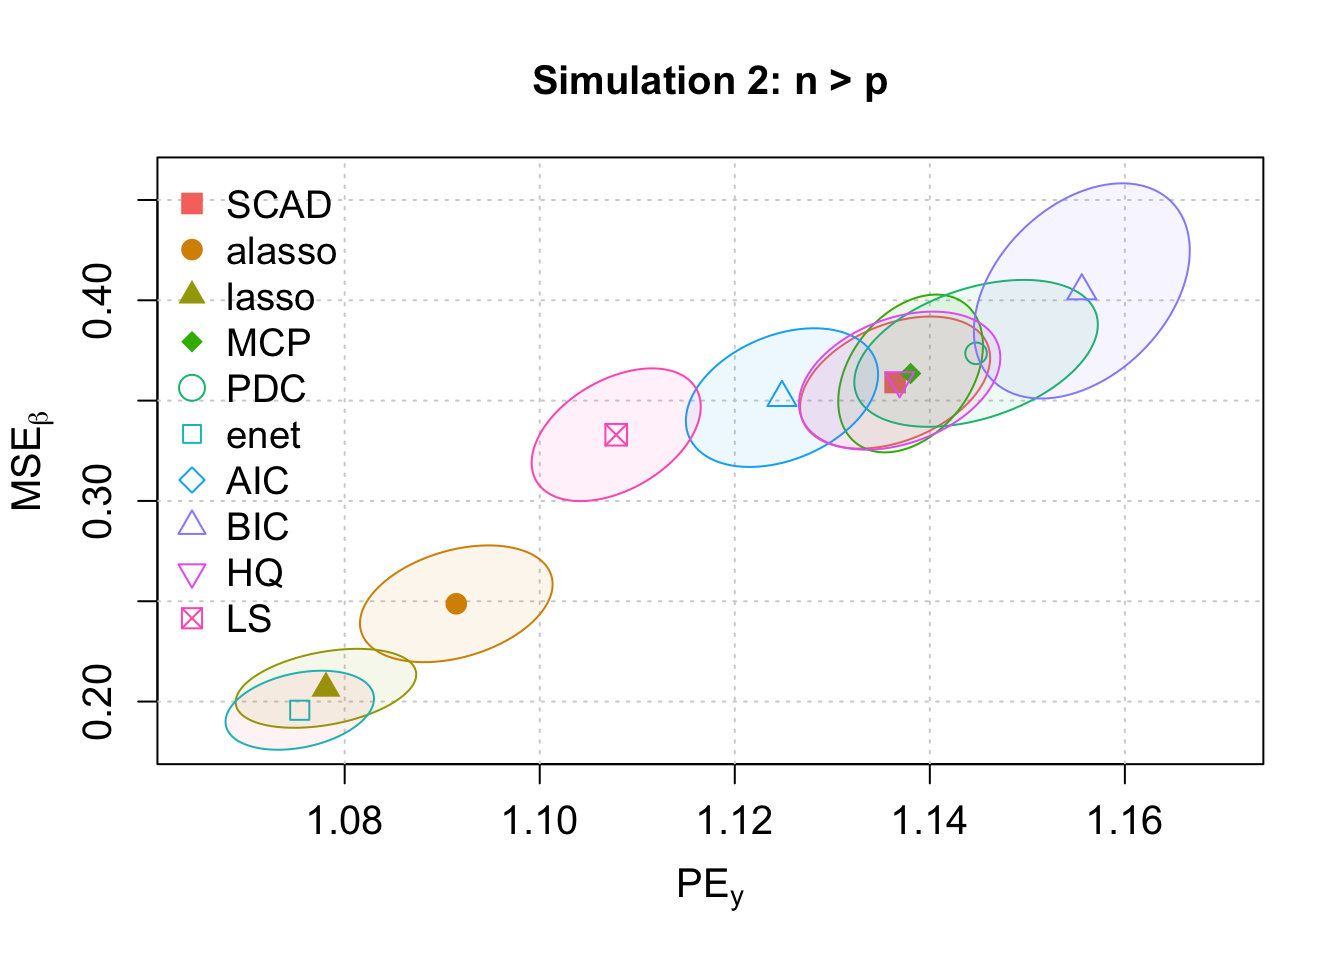 Simulation 2: n > p
SCAD
alasso
lasso
MCP
PDC
enet
AIC
BIC
HQ
LS
MSEβ
0.40
0.30
0.20
1.08 1.10 1.12 1.14 1.16
PEy